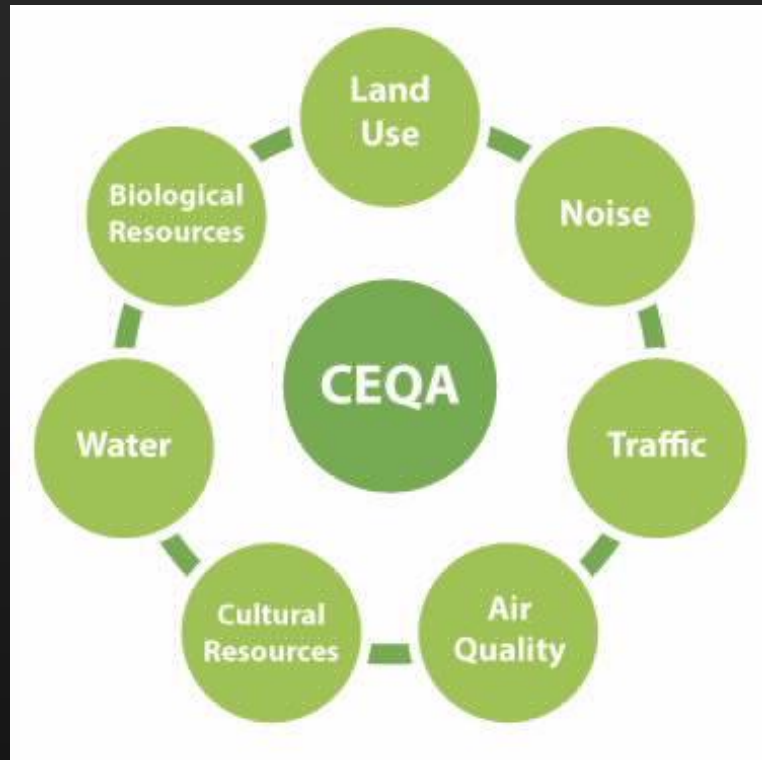 Land
Use
Noise
Traffic
Air
Quality
Cultural
Resources
Water
Biological
Resources
CEQA